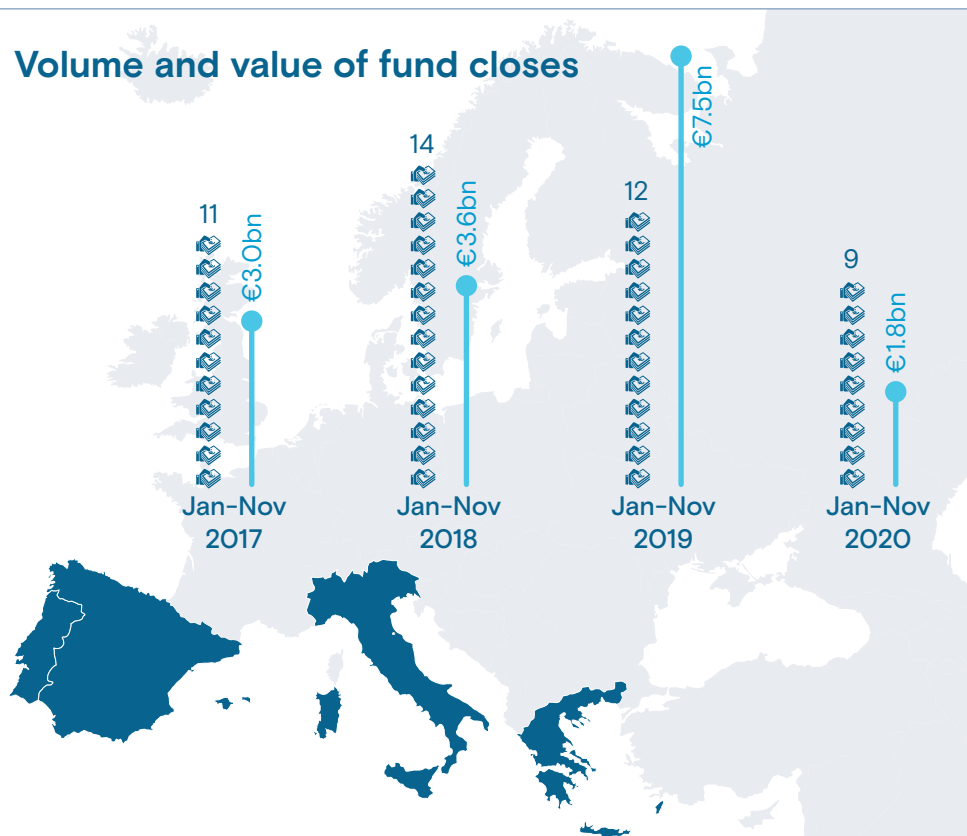 Volume and value of fund closes
11
€3.0bn
14
€3.6bn
12
€7.5bn
9
€1.8bn
Jan-Nov
2017
Jan-Nov
2018
Jan-Nov
2019
Jan-Nov
2020